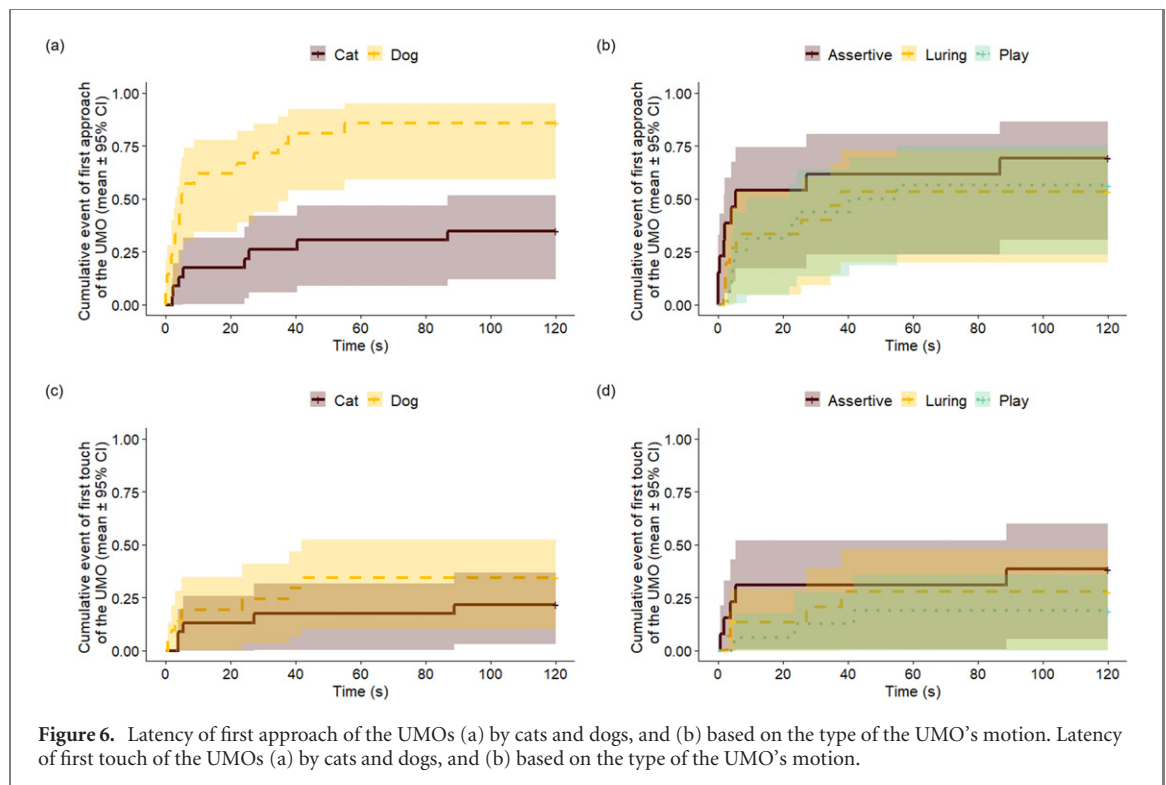 (a)
Cat Dog
Cumulative event of first approach
of the UMO (mean ± 95% CI)
1.00
0.75
0.50
0.25
0.00
0 20 40 60 80 100 120
Time (s)
(b)
Assertive Luring Play
Cumulative event of first approach
of the UMO (mean ± 95% CI)
1.00
0.75
0.50
0.25
0.00
0 20 40 60 80 100 120
Time (s)
(c)
Cat Dog
Cumulative event of first touch
of the UMO (mean ± 95% CI)
1.00
0.75
0.50
0.25
0.00
0 20 40 60 80 100 120
Time (s)
(d)
Assertive Luring Play
Cumulative event of first touch
of the UMO (mean ± 95% CI)
1.00
0.75
0.50
0.25
0.00
0 20 40 60 80 100 120
Time (s)
Figure 6. Latency of first approach of the UMOs (a) by cats and dogs, and (b) based on the type of the UMO's motion. Latency
of first touch of the UMOs (a) by cats and dogs, and (b) based on the type of the UMO's motion.